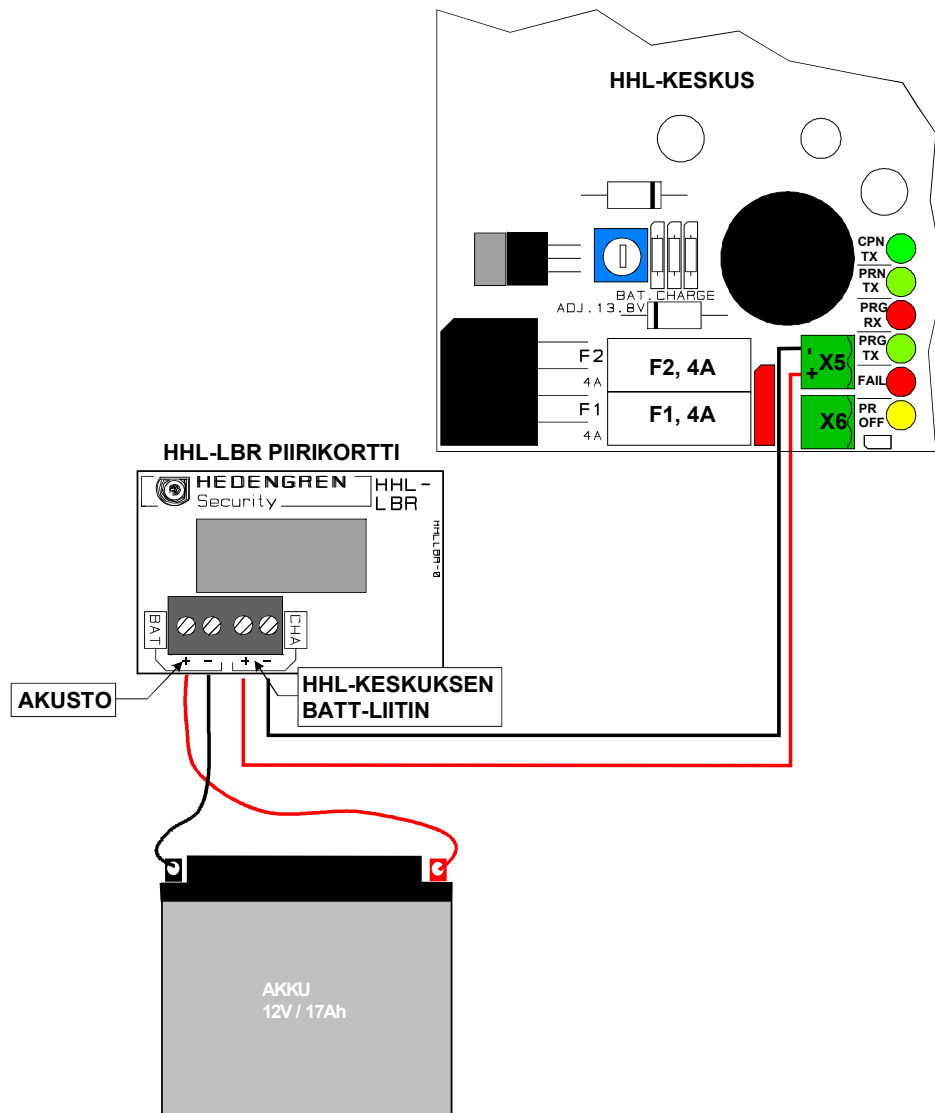 HHL-KESKUS
CPN
TX
PRN
TX
PRG
RX
PRG
TX
FAIL
PR
OFF
BAT.CHARGE
ADJ.13.8V
F2
4A
F2, 4A
F1
4A
F1, 4A
-
+
X5
X6
HHL-LBR PIIRIKORTTI
HEDENGREN
Security
HHL-
LBR
HHLLBR-0
BAT
CHA
+ - + -
AKUSTO
HHL-KESKUKSEN
BATT-LIITIN
AKKU
12V / 17Ah